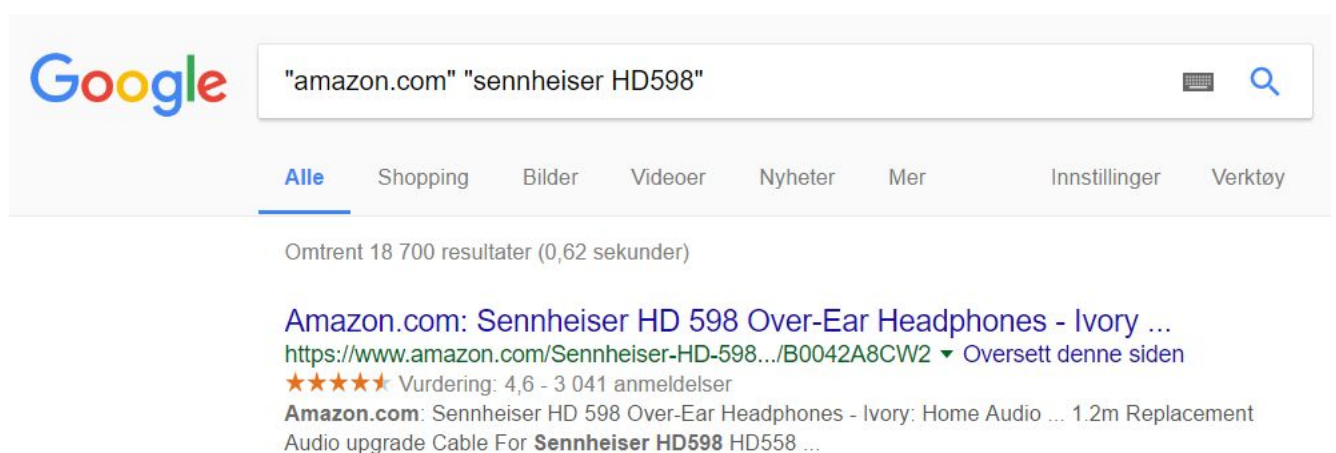 Google
"amazon.com" "sennheiser HD598"
Alle Shopping Bilder Videoer Nyheter Mer Innstillinger Verktøy
Omtrent 18 700 resultater (0,62 sekunder)
Amazon.com: Sennheiser HD 598 Over-Ear Headphones - Ivory ...
https://www.amazon.com/Sennheiser-HD-598.../B0042A8CW2 ▼ Oversett denne siden
★★★★★ Vurdering: 4,6 - 3 041 anmeldelser
Amazon.com: Sennheiser HD 598 Over-Ear Headphones - Ivory: Home Audio ... 1.2m Replacement
Audio upgrade Cable For Sennheiser HD598 HD558 ...